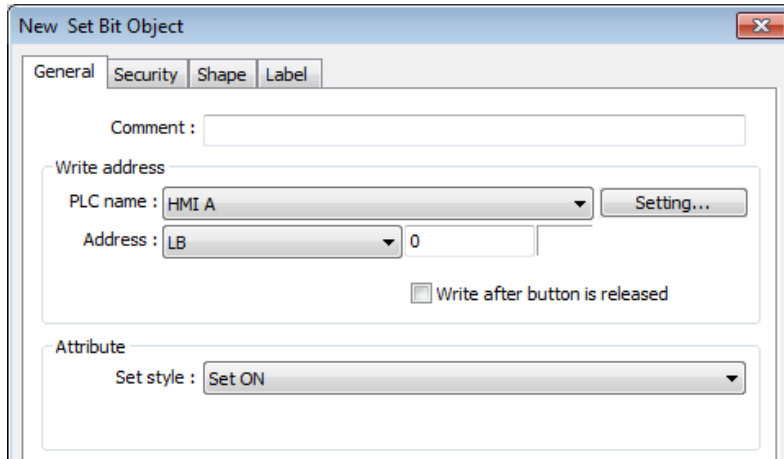 New Set Bit Object
General Security Shape Label
Comment :
Write address
PLC name : HMI A Setting...
Address : LB 0
Write after button is released
Attribute
Set style : Set ON